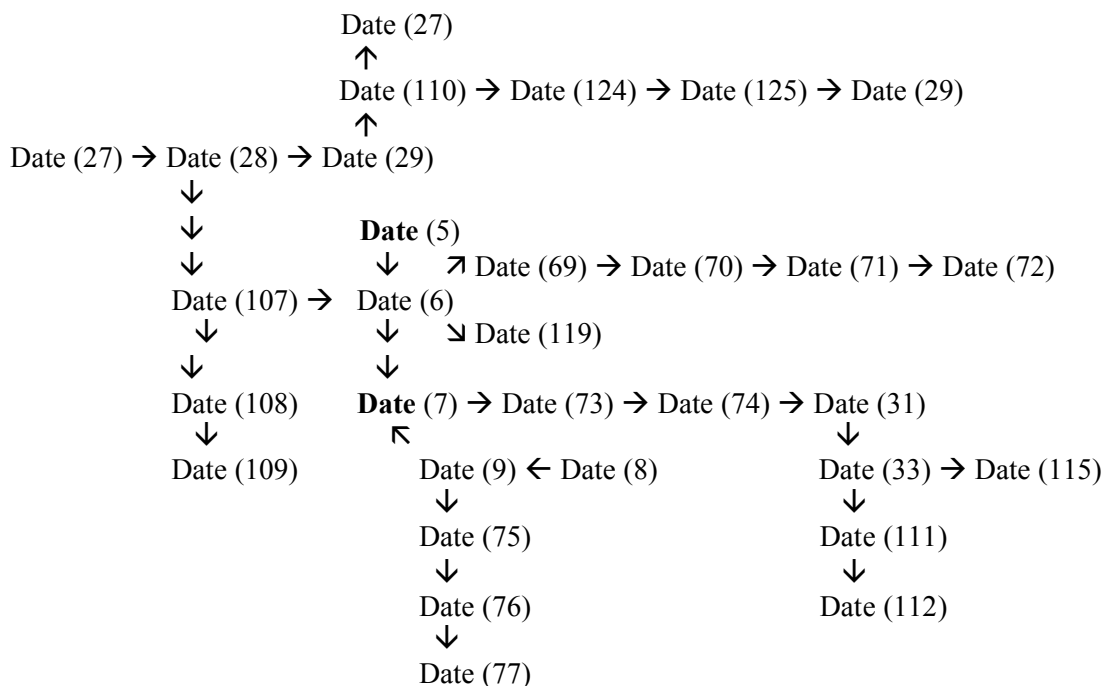 Date (27)
↑
Date (110) → Date (124) → Date (125) → Date (29)
↑
Date (27) → Date (28) → Date (29)
↓
↓ Date (5)
↓ ↓ ↗ Date (69) → Date (70) → Date (71) → Date (72)
Date (107) → Date (6)
↓ ↓ ↘ Date (119)
↓ ↓
Date (108) Date (7) → Date (73) → Date (74) → Date (31)
↓ ↖ ↓
Date (109) Date (9) ← Date (8) Date (33) → Date (115)
↓ ↓
Date (75) Date (111)
↓ ↓
Date (76) Date (112)
↓
Date (77)